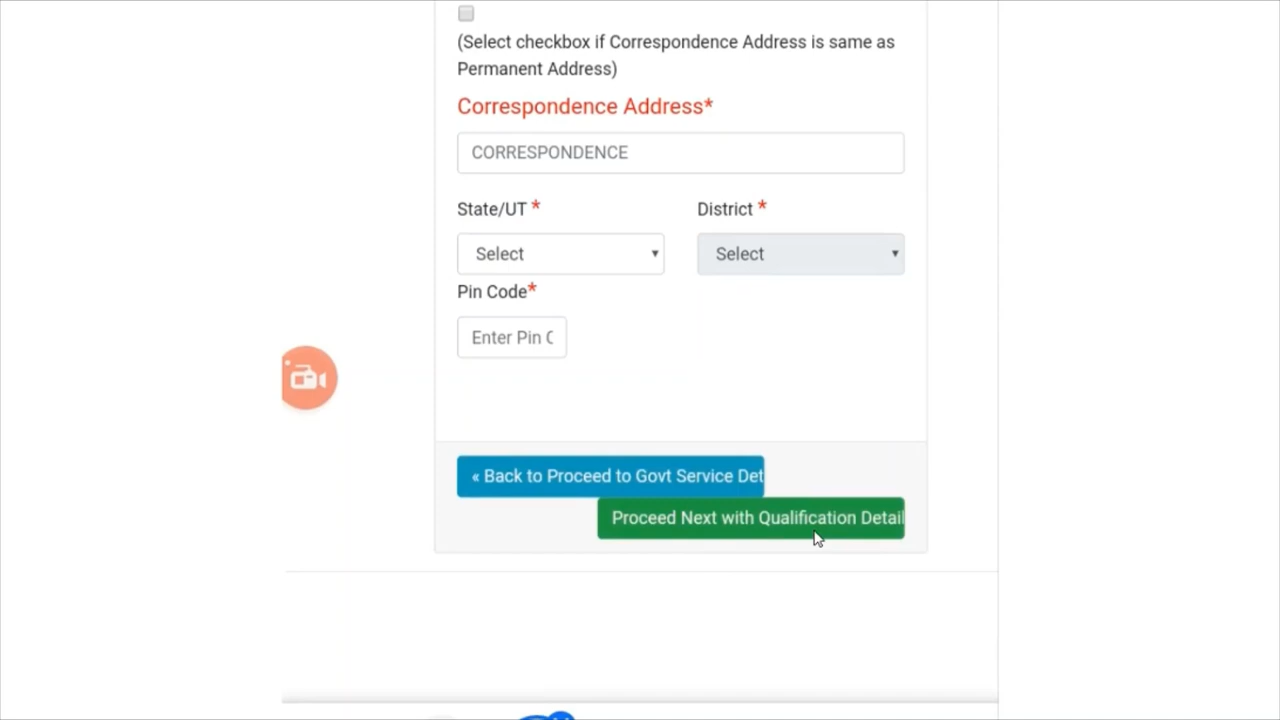 (Select checkbox if Correspondence Address is same as
Permanent Address)
Correspondence Address*
CORRESPONDENCE
State/UT * District *
Select Select
Pin Code*
Enter Pin C
« Back to Proceed to Govt Service Det
Proceed Next with Qualification Detail